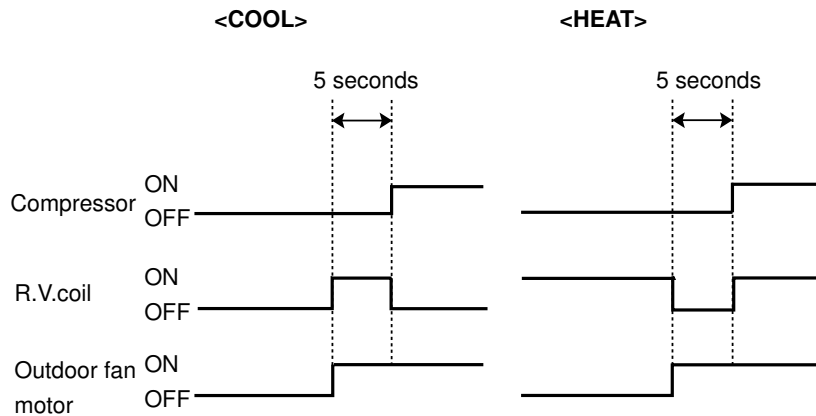 <COOL>
<HEAT>
5 seconds
5 seconds
Compressor
ON
OFF
R.V.coil
ON
OFF
Outdoor fan
motor
ON
OFF